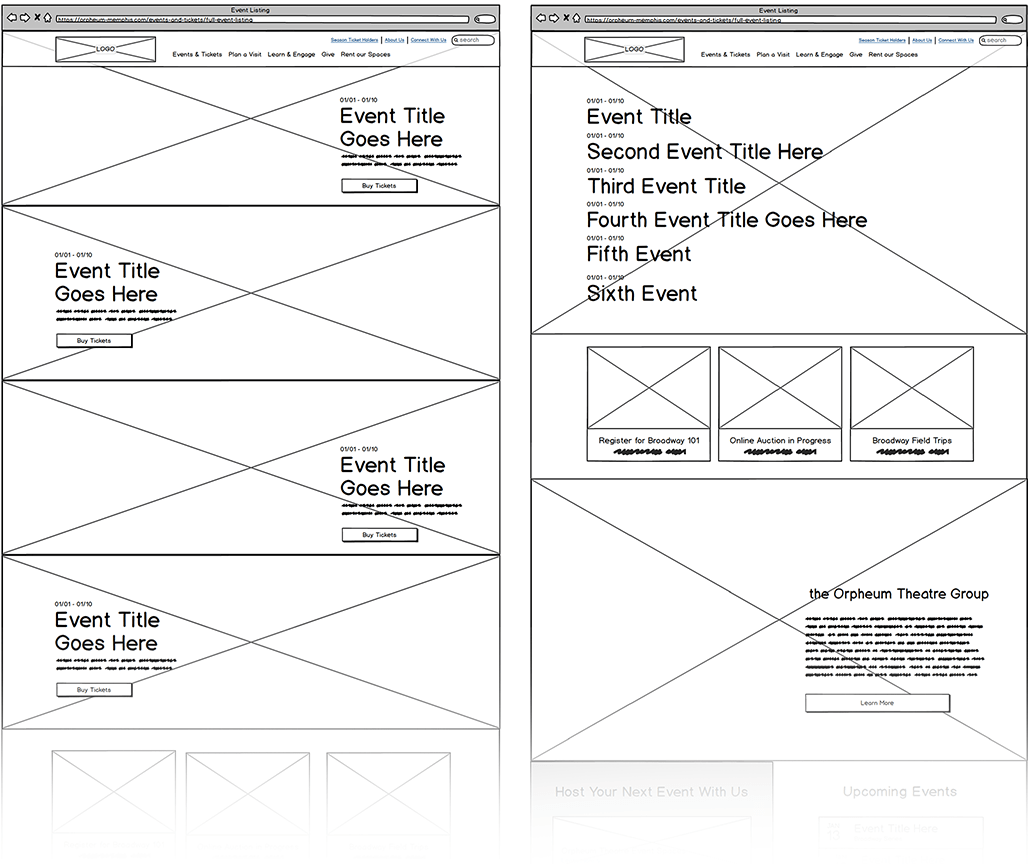 Event Listing
https://orpheum-memphis.com/events-and-tickets/full-event-listing
Season Ticket Holders | About Us | Connect With Us
search
LOGO
Events & Tickets Plan a Visit Learn & Engage Give Rent our Spaces
01/01 - 01/10
Event Title
Goes Here
Buy Tickets
01/01 - 01/10
Event Title
Goes Here
Buy Tickets
01/01 - 01/10
Event Title
Goes Here
Buy Tickets
01/01 - 01/10
Event Title
Goes Here
Buy Tickets
Event Listing
https://orpheum-memphis.com/events-and-tickets/full-event-listing
Season Ticket Holders | About Us | Connect With Us
search
LOGO
Events & Tickets Plan a Visit Learn & Engage Give Rent our Spaces
01/01 - 01/10
Event Title
01/01 - 01/10
Second Event Title Here
01/01 - 01/10
Third Event Title
01/01 - 01/10
Fourth Event Title Goes Here
01/01 - 01/10
Fifth Event
01/01 - 01/10
Sixth Event
Register for Broadway 101
Online Auction in Progress
Broadway Field Trips
the Orpheum Theatre Group
Learn More
Host Your Next Event With Us
Upcoming Events
Event Title Here